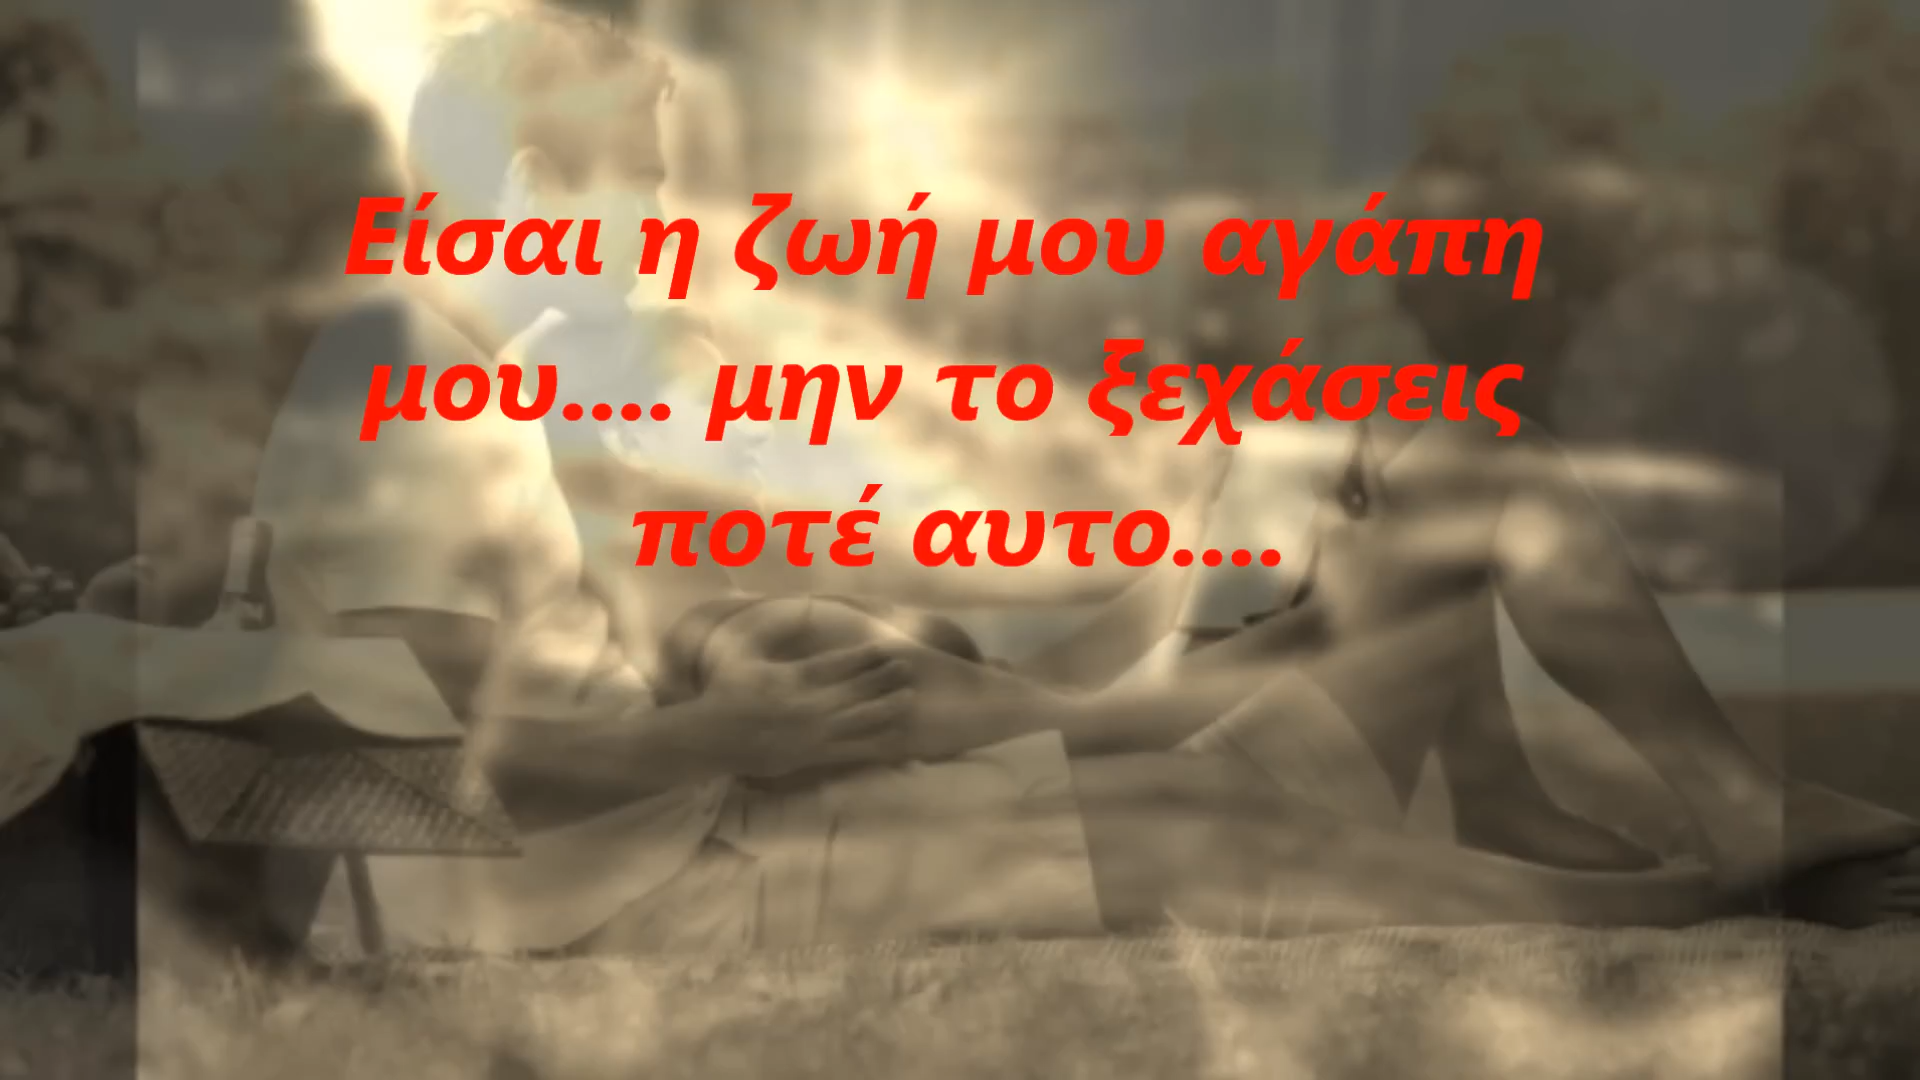 Είσαι η ζωή μου αγάπη
μου.... μην το ξεχάσεις
ποτέ αυτο....